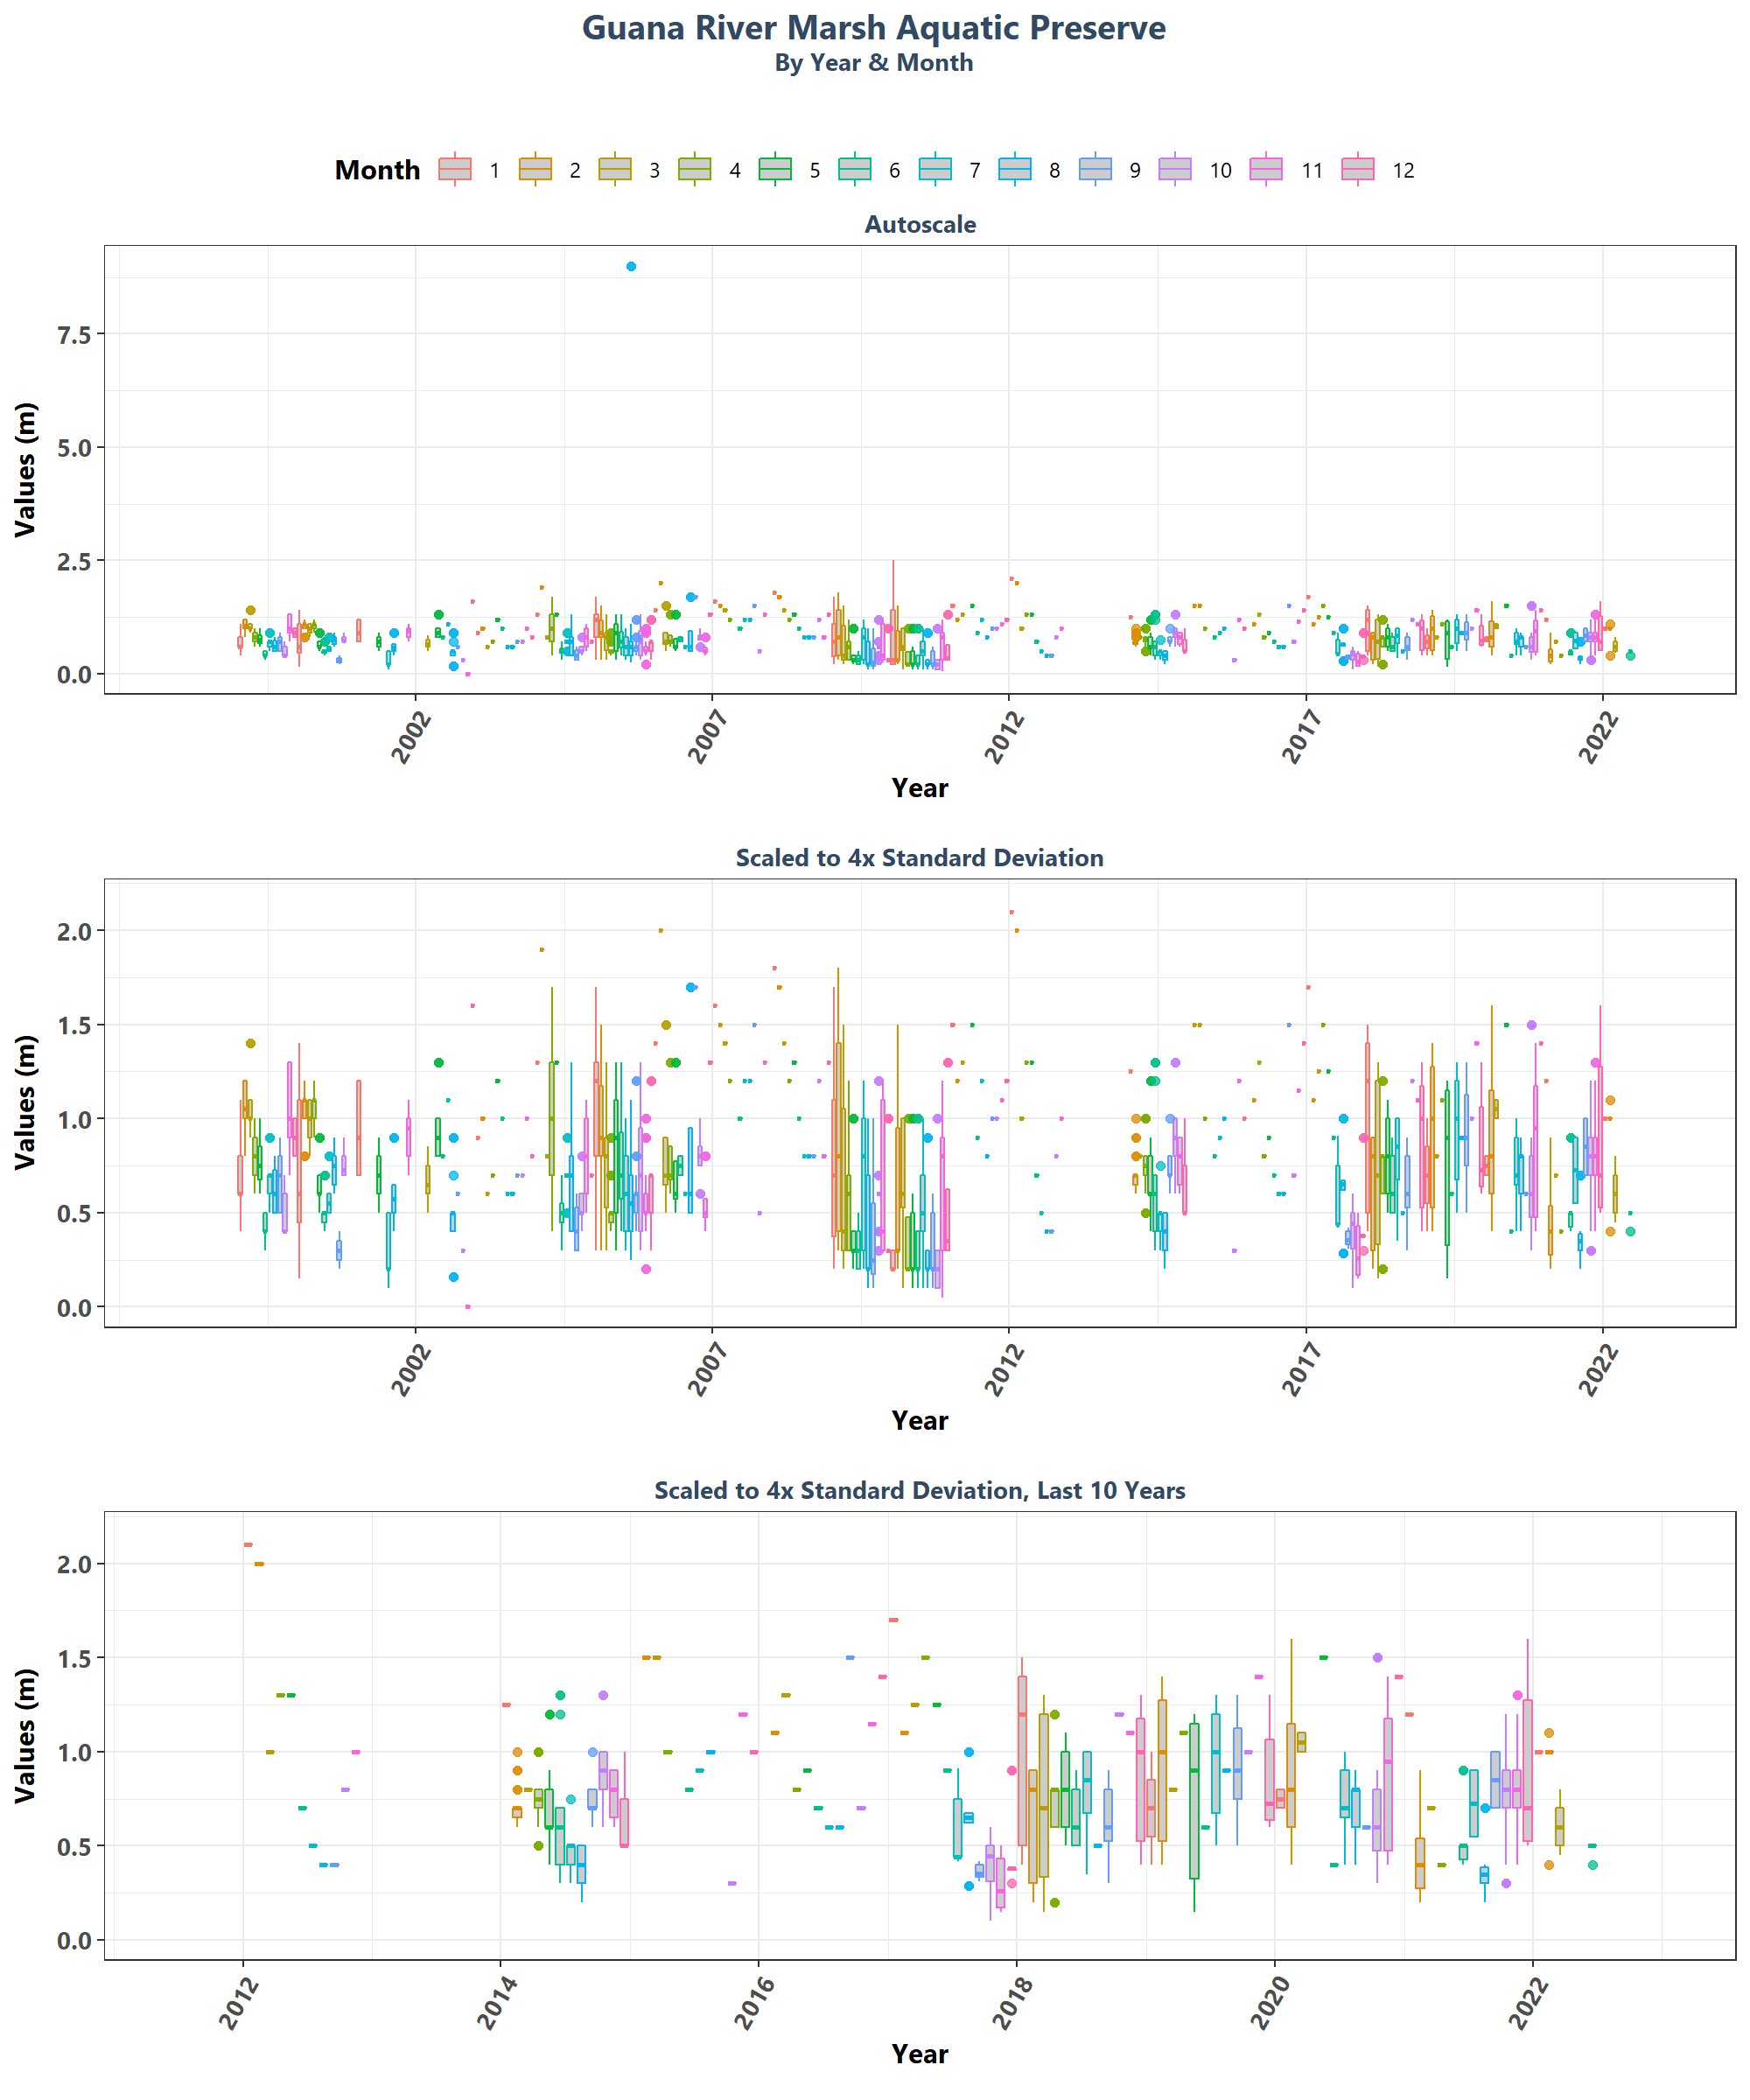 Guana River Marsh Aquatic Preserve
By Year & Month
Month 1 2 3 4 5 6 7 8 9 10 11 12
Autoscale
Values (m)
7.5
5.0
2.5
0.0
2002 2007 2012 2017 2022
Year
Scaled to 4x Standard Deviation
Values (m)
2.0
1.5
1.0
0.5
0.0
2002 2007 2012 2017 2022
Year
Scaled to 4x Standard Deviation, Last 10 Years
Values (m)
2.0
1.5
1.0
0.5
0.0
2012 2014 2016 2018 2020 2022
Year